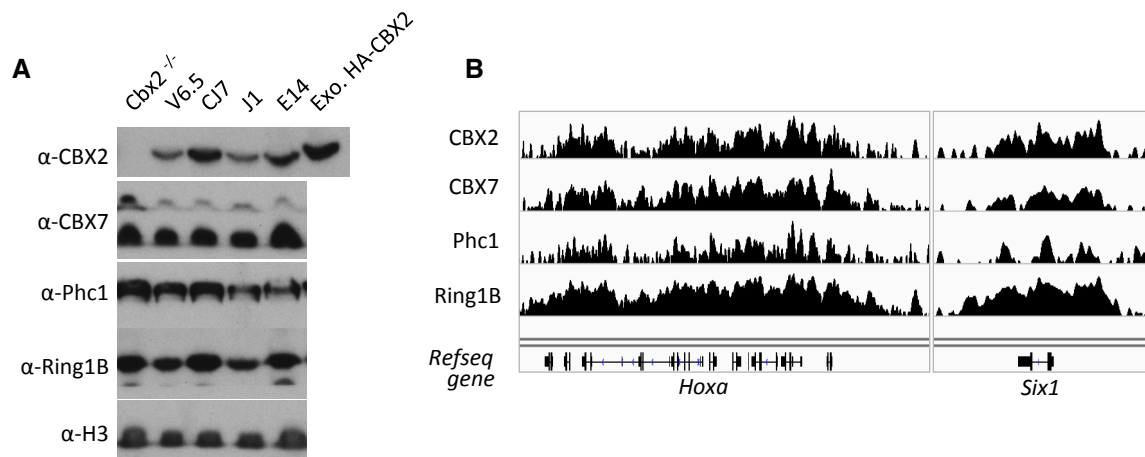 A
Cbx2 -/-
V6.5
CJ7
J1
E14
Exo. HA-CBX2
α-CBX2
α-CBX7
α-Phc1
α-Ring1B
α-H3
B
CBX2
CBX7
Phc1
Ring1B
Refseq
gene
Hoxa
Six1